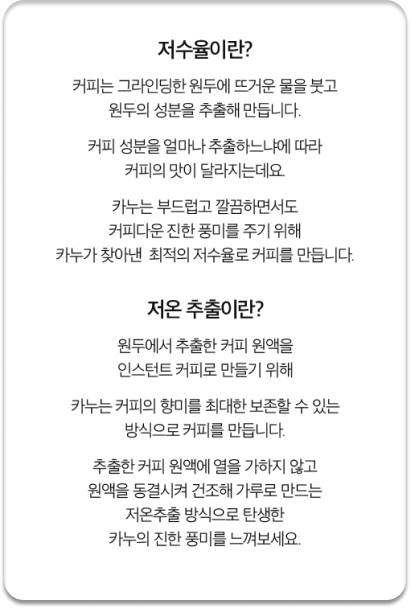 저수율이란?
커피는 그라인딩한 원두에 뜨거운 물을 붓고
원두의 성분을 추출해 만듭니다.
커피 성분을 얼마나 추출하느냐에 따라
커피의 맛이 달라지는데요.
카누는 부드럽고 깔끔하면서도
커피다운 진한 풍미를 주기 위해
카누가 찾아낸 최적의 저수율로 커피를 만듭니다.
저온 추출이란?
원두에서 추출한 커피 원액을
인스턴트 커피로 만들기 위해
카누는 커피의 향미를 최대한 보존할 수 있는
방식으로 커피를 만듭니다.
추출한 커피 원액에 열을 가하지 않고
원액을 동결시켜 건조해 가루로 만드는
저온추출 방식으로 탄생한
카누의 진한 풍미를 느껴보세요.